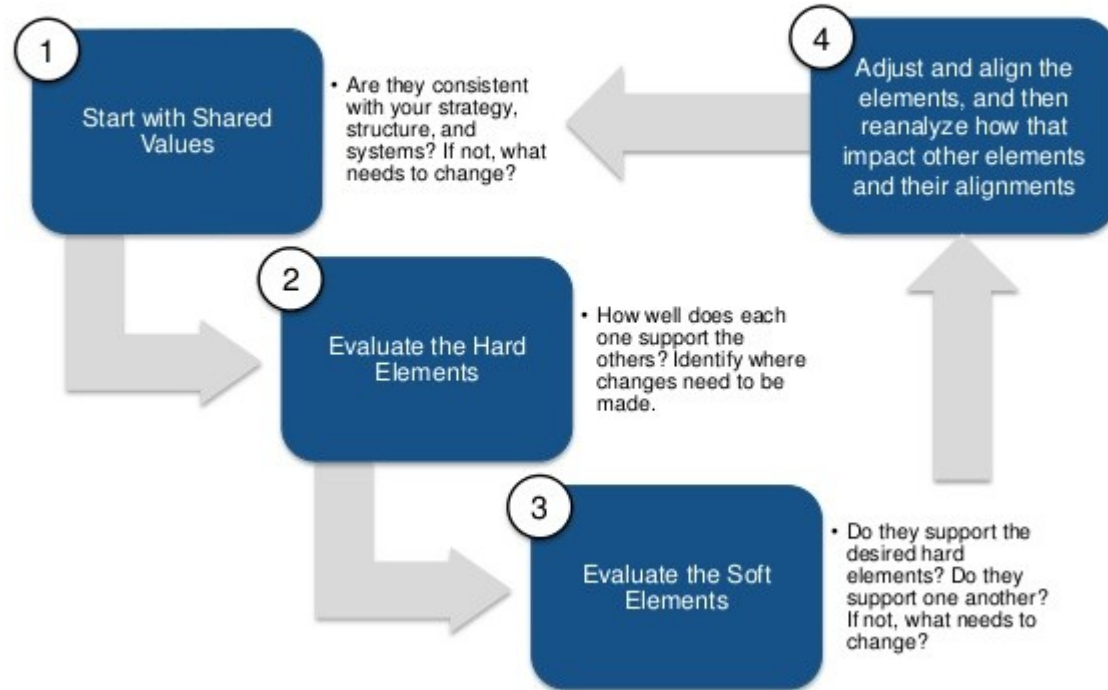 1
Start with Shared
Values
• Are they consistent
with your strategy,
structure, and
systems? If not, what
needs to change?
2
Evaluate the Hard
Elements
• How well does each
one support the
others? Identify where
changes need to be
made.
3
Evaluate the Soft
Elements
• Do they support the
desired hard
elements? Do they
support one another?
If not, what needs to
change?
4
Adjust and align the
elements, and then
reanalyze how that
impact other elements
and their alignments